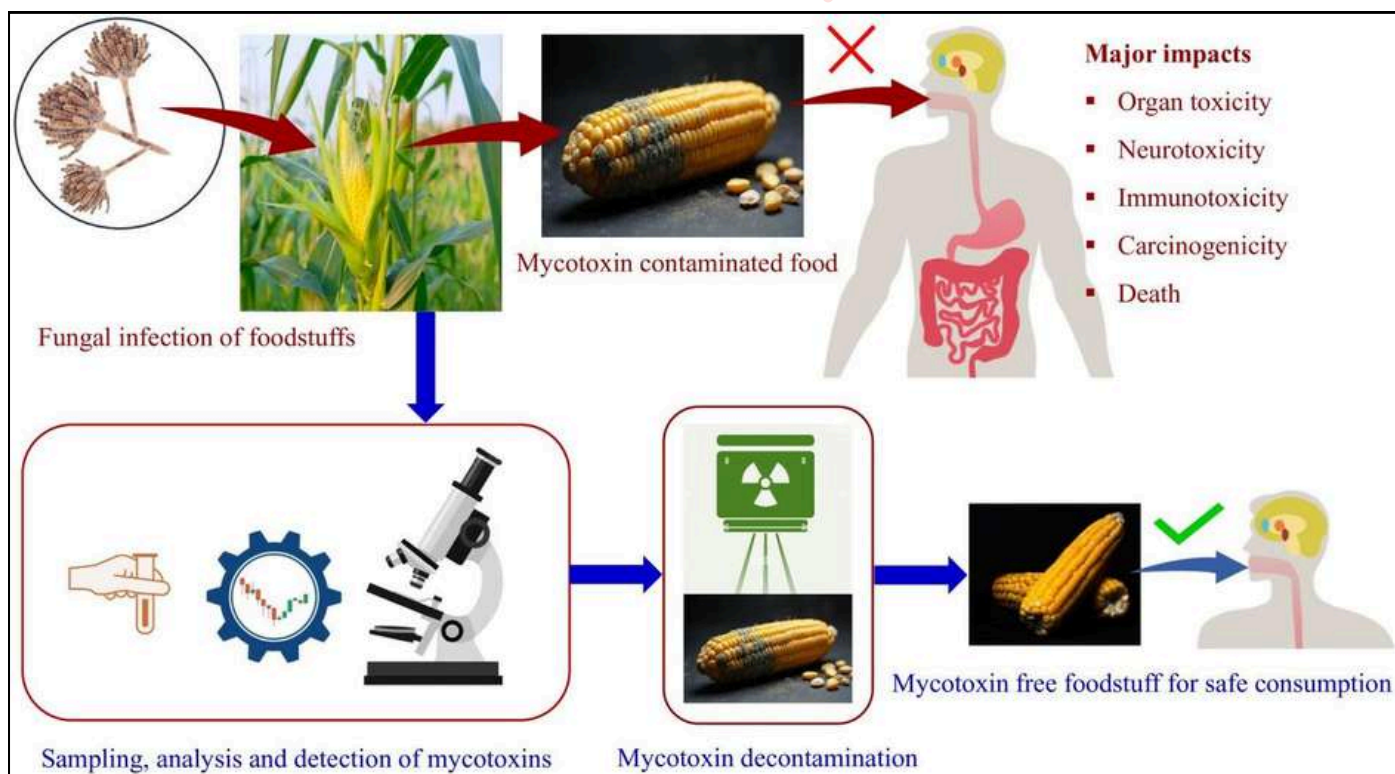 Major impacts
Organ toxicity
Neurotoxicity
Immunotoxicity
Carcinogenicity
Death
Mycotoxin contaminated food
Fungal infection of foodstuffs
Mycotoxin free foodstuff for safe consumption
Sampling, analysis and detection of mycotoxins
Mycotoxin decontamination